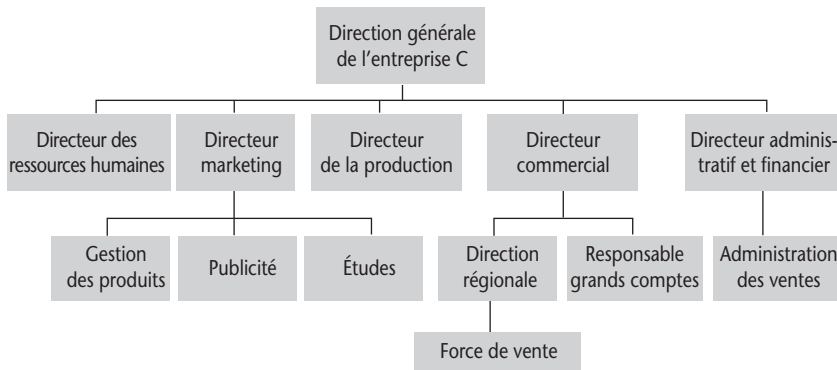 Direction générale
de l'entreprise C
Directeur des
ressources humaines
Directeur
marketing
Directeur
de la production
Directeur
commercial
Directeur adminis-
tratif et financier
Gestion
des produits
Publicité
Études
Direction
régionale
Responsable
grands comptes
Administration
des ventes
Force de vente